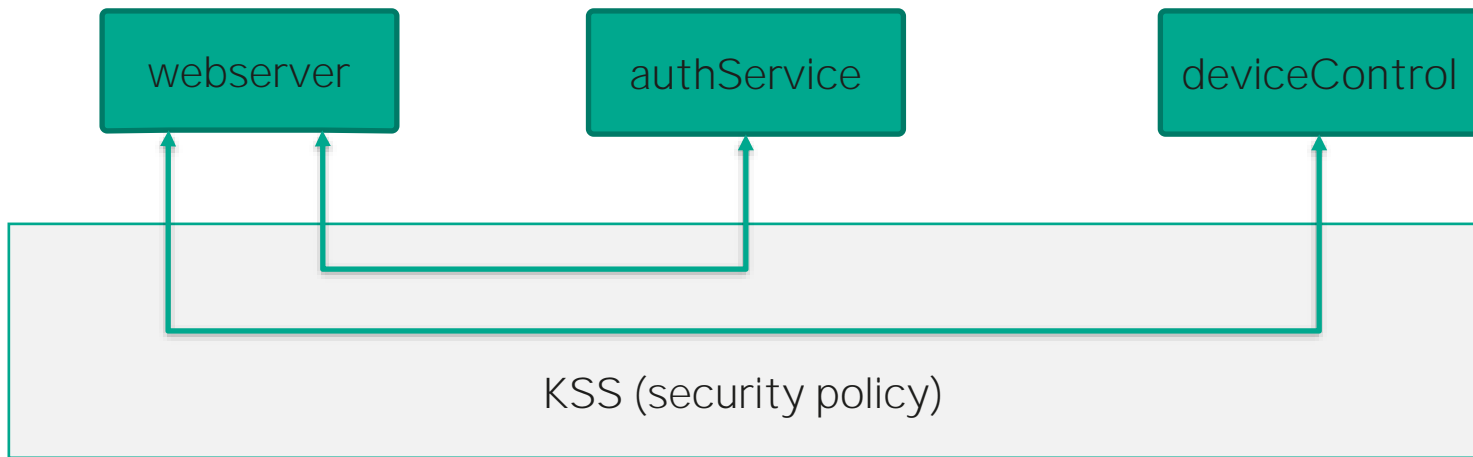 webserver
authService
deviceControl
KSS (security policy)